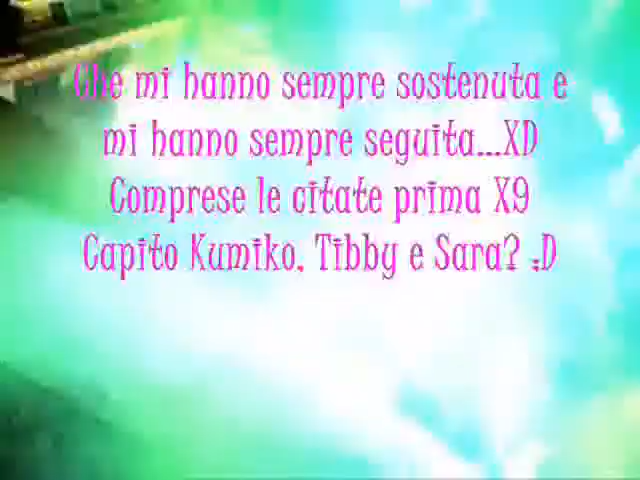 Che mi hanno sempre sostenuta e
mi hanno sempre seguita...XD
Comprese le citate prima X9
Capito Kumiko, Tibby e Sara? ;D